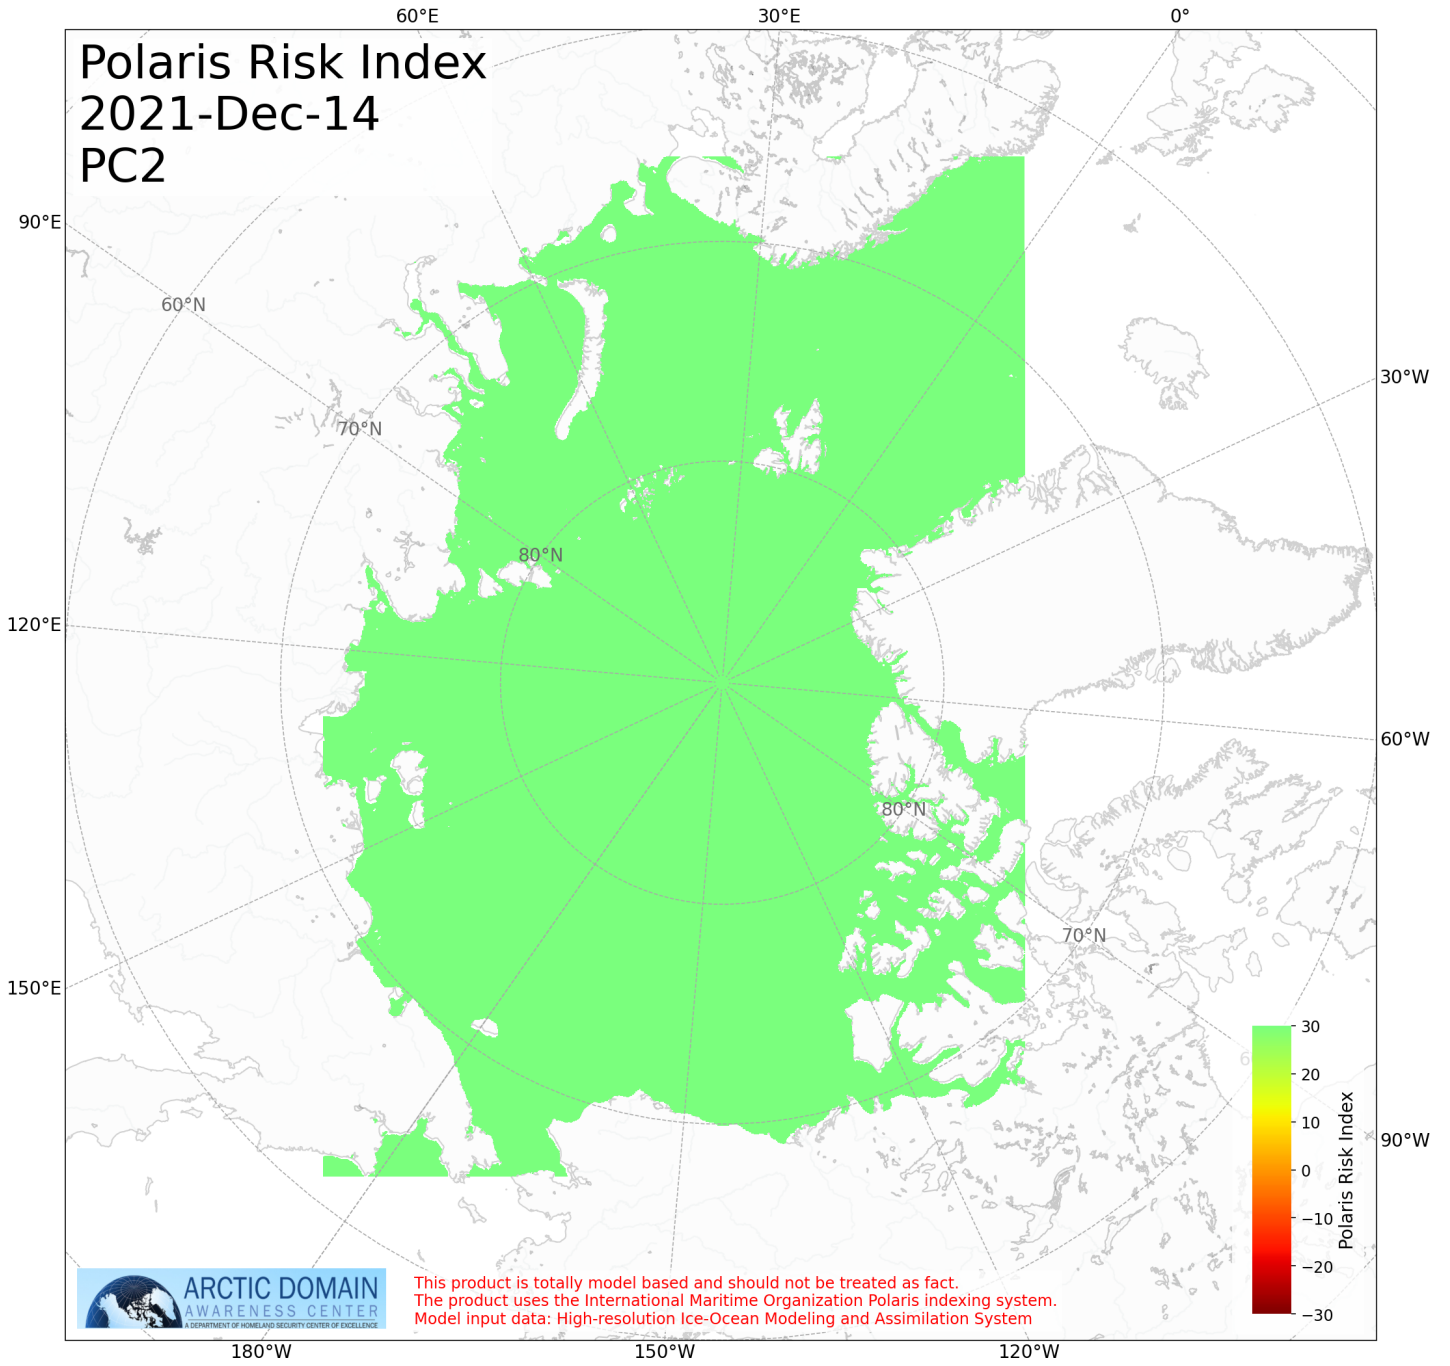 60°E 30°E 0°
Polaris Risk Index
2021-Dec-14
PC2
90°E
60°N
30°W
70°N
80°N
120°E
60°W
80°N
70°N
150°E
30
20
10
0
−10
−20
−30
Polaris Risk Index
90°W
ARCTIC DOMAIN
AWARENESS CENTER
A DEPARTMENT OF HOMELAND SECURITY CENTER OF EXCELLENCE
This product is totally model based and should not be treated as fact.
The product uses the International Maritime Organization Polaris indexing system.
Model input data: High-resolution Ice-Ocean Modeling and Assimilation System
180°W 150°W 120°W